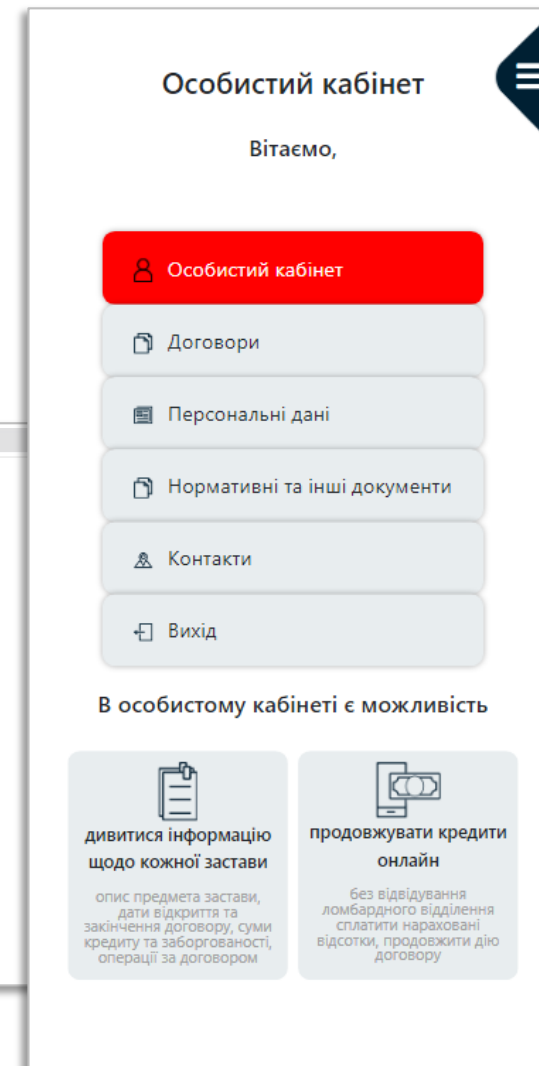 Особистий кабінет
Вітаємо,
Особистий кабінет
Договори
Персональні дані
Нормативні та інші документи
Контакти
Вихід
В особистому кабінеті є можливість
дивитися інформацію
щодо кожної застави
опис предмета застави,
дати відкриття та
закінчення договору, суми
кредиту та заборгованості,
операції за договором
продовжувати кредити
онлайн
без відвідування
ломбардного відділення
сплатити нараховані
відсотки, продовжити дію
договору